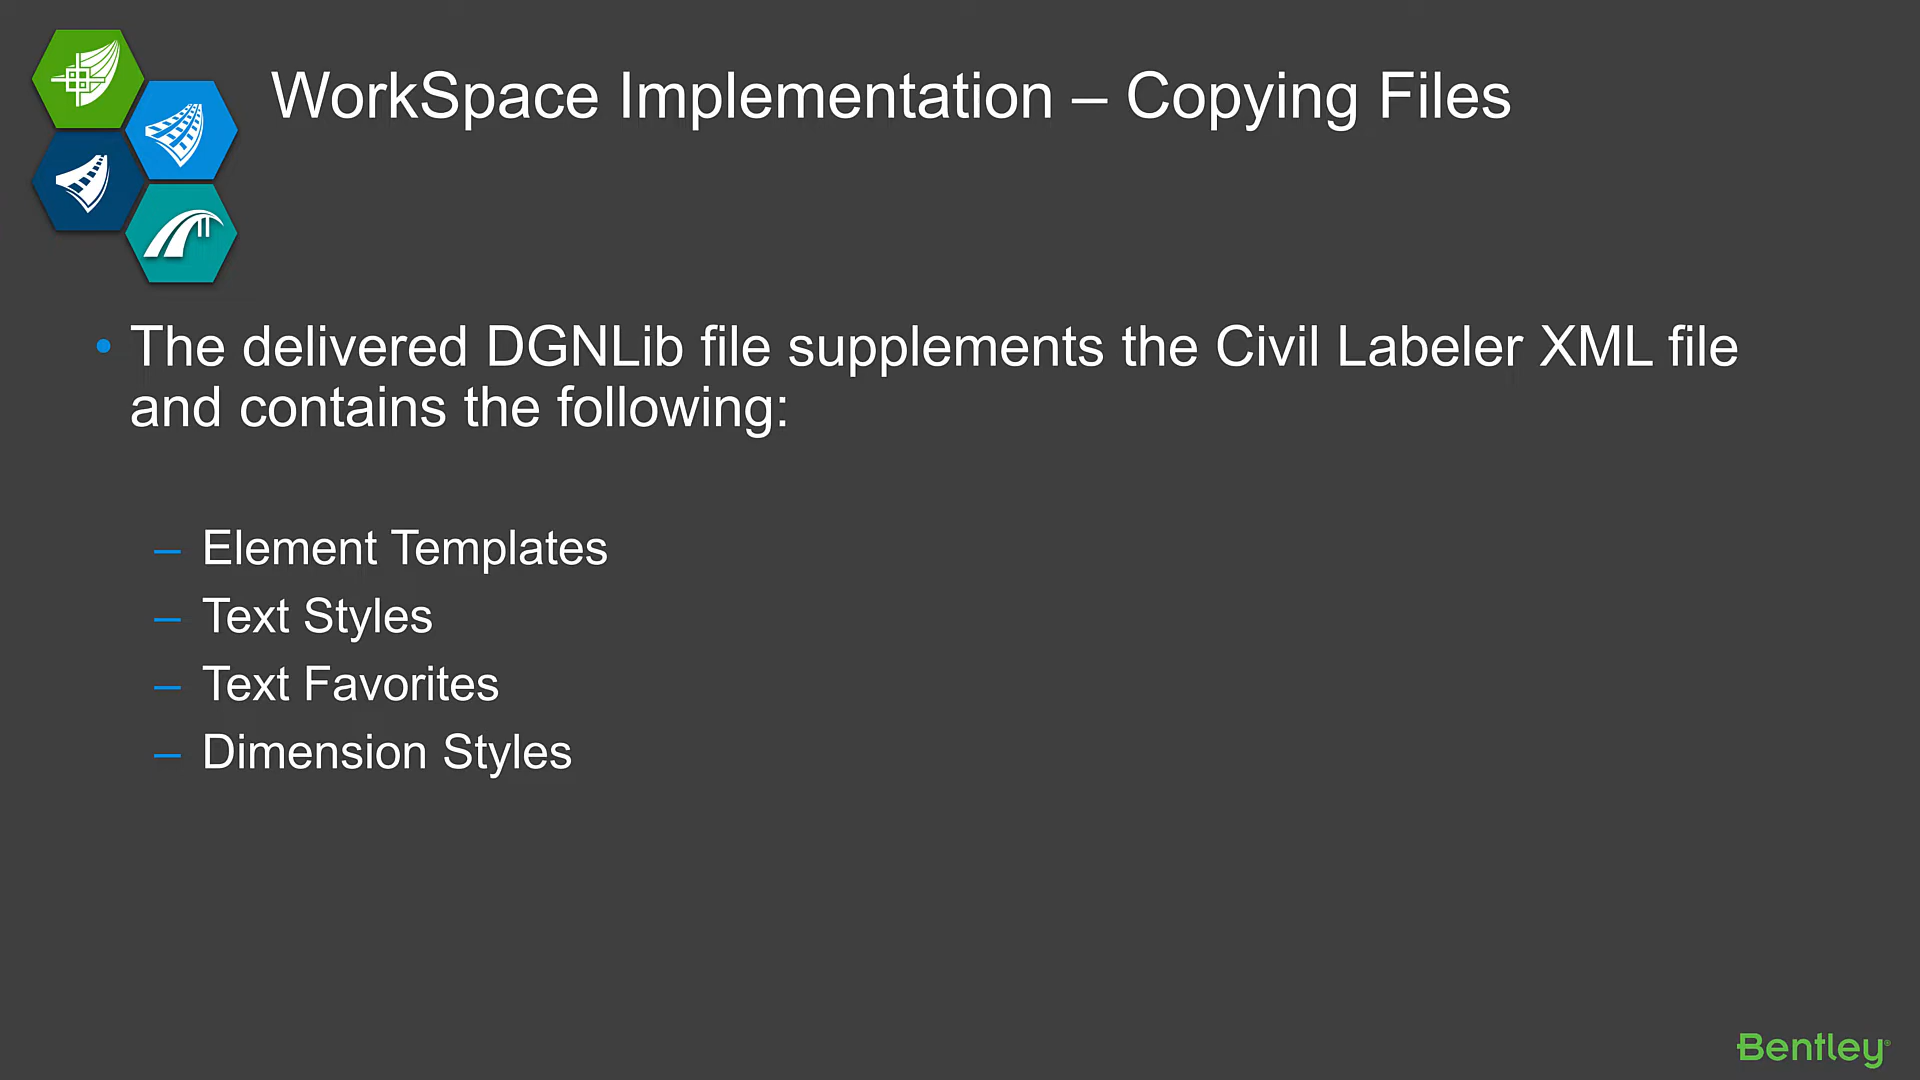 WorkSpace Implementation – Copying Files
• The delivered DGNLib file supplements the Civil Labeler XML file
and contains the following:
– Element Templates
– Text Styles
– Text Favorites
– Dimension Styles
Bentley®